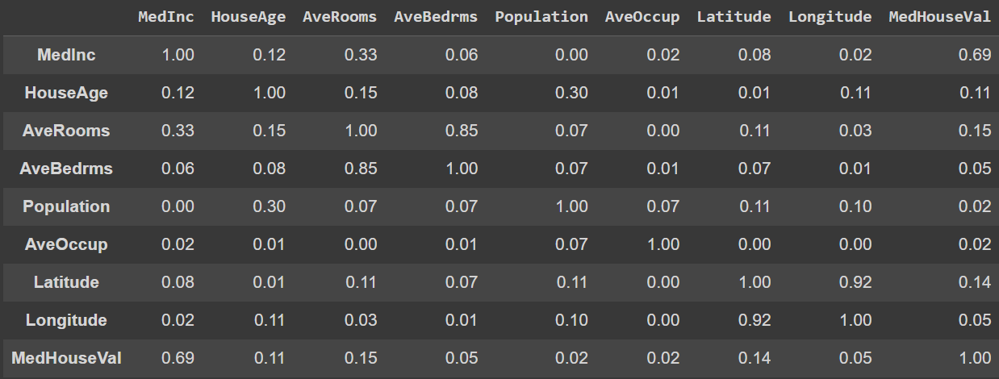 MedInc HouseAge AveRooms AveBedrms Population AveOccup Latitude Longitude MedHouseVal
MedInc 1.00 0.12 0.33 0.06 0.00 0.02 0.08 0.02 0.69
HouseAge 0.12 1.00 0.15 0.08 0.30 0.01 0.01 0.11 0.11
AveRooms 0.33 0.15 1.00 0.85 0.07 0.00 0.11 0.03 0.15
AveBedrms 0.06 0.08 0.85 1.00 0.07 0.01 0.07 0.01 0.05
Population 0.00 0.30 0.07 0.07 1.00 0.07 0.11 0.10 0.02
AveOccup 0.02 0.01 0.00 0.01 0.07 1.00 0.00 0.00 0.02
Latitude 0.08 0.01 0.11 0.07 0.11 0.00 1.00 0.92 0.14
Longitude 0.02 0.11 0.03 0.01 0.10 0.00 0.92 1.00 0.05
MedHouseVal 0.69 0.11 0.15 0.05 0.02 0.02 0.14 0.05 1.00